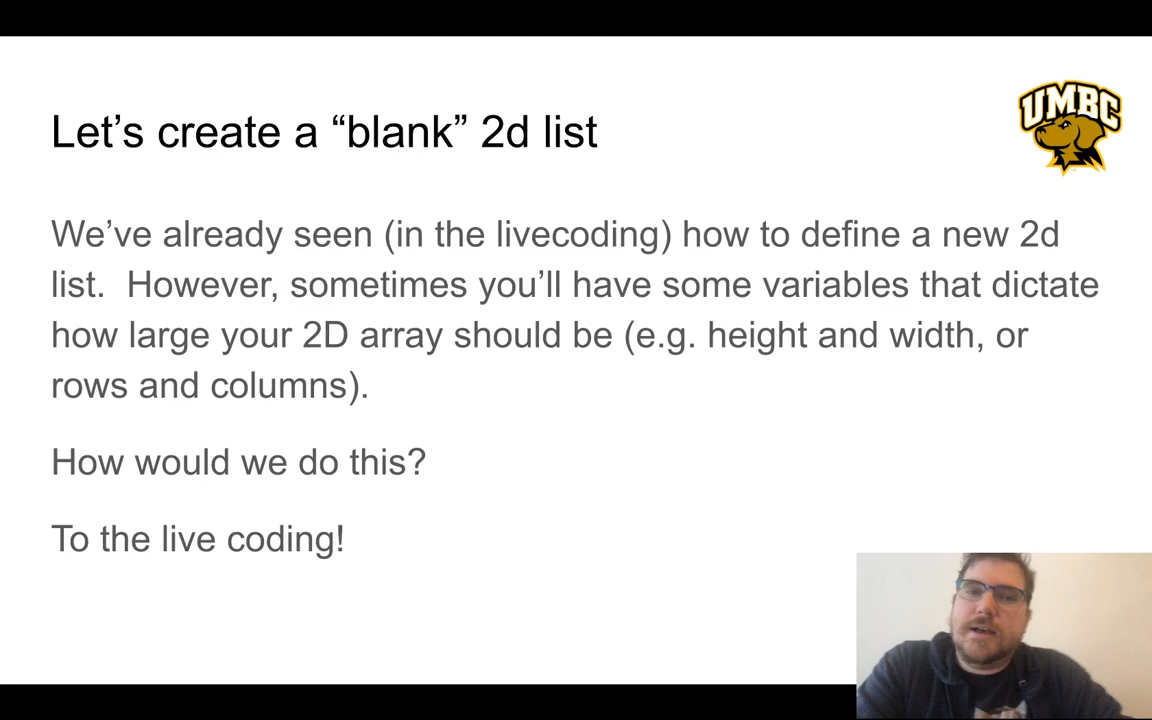 Let’s create a “blank” 2d list
UMBC
We’ve already seen (in the livecoding) how to define a new 2d
list.  However, sometimes you’ll have some variables that dictate
how large your 2D array should be (e.g. height and width, or
rows and columns).
How would we do this?
To the live coding!